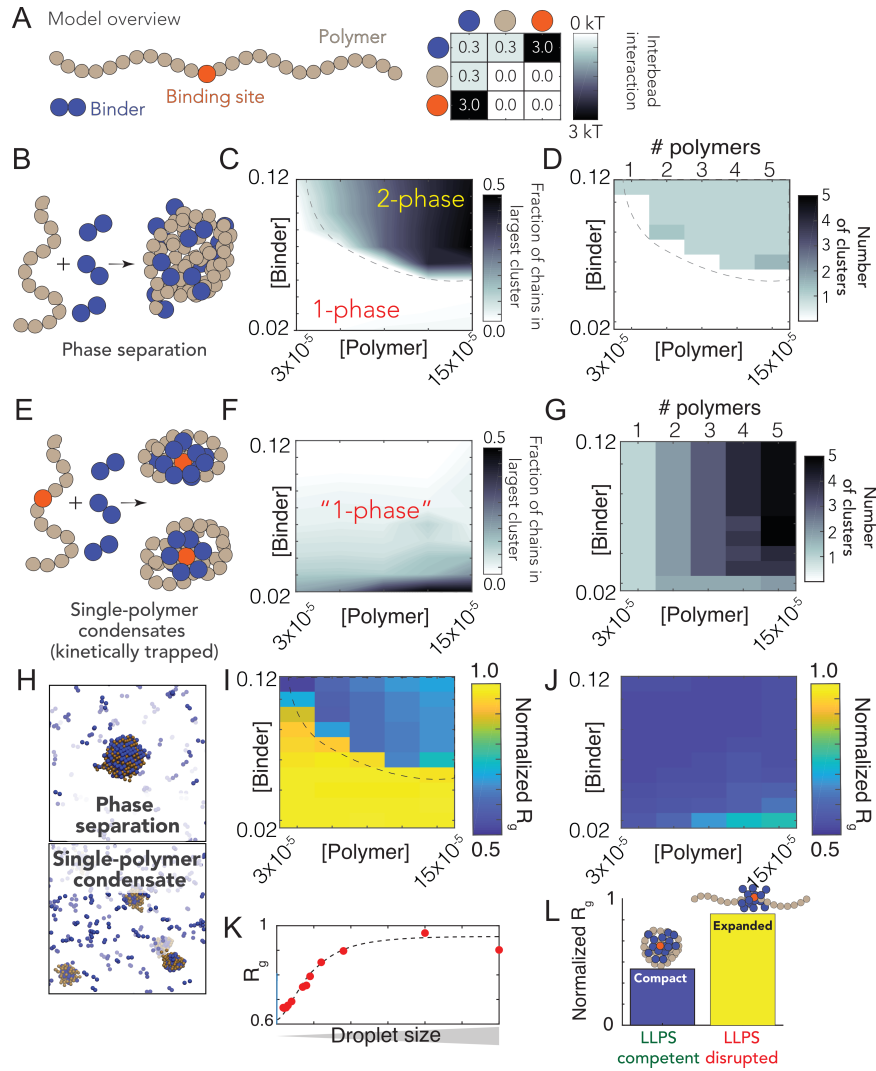 A
Model overview
Polymer
Binding site
Binder
0.3 0.3 3.0
0.3 0.0 0.0
3.0 0.0 0.0
0 kT
3 kT
Interbead
interaction
B
+
Phase separation
C
0.12
[Binder]
0.02
2-phase
1-phase
3x10-5
[Polymer]
15x10-5
0.5
0.0
Fraction of chains in
largest cluster
D
# polymers
1 2 3 4 5
0.12
[Binder]
0.02
3x10-5
[Polymer]
15x10-5
5
4
3
2
1
Number
of clusters
E
+
Single-polymer
condensates
(kinetically trapped)
F
0.12
[Binder]
0.02
"1-phase"
3x10-5
[Polymer]
15x10-5
0.5
0.0
Fraction of chains in
largest cluster
G
# polymers
1 2 3 4 5
0.12
[Binder]
0.02
3x10-5
[Polymer]
15x10-5
5
4
3
2
1
Number
of clusters
H
Phase
separation
Single-polymer
condensate
I
0.12
[Binder]
0.02
3x10-5
[Polymer]
15x10-5
1.0
0.5
Normalized Rg
J
0.12
[Binder]
0.02
3x10-5
[Polymer]
15x10-5
1.0
0.5
Normalized Rg
K
1
Rg
0.6
Droplet size
L
Normalized Rg
1
0
Compact
Expanded
LLPS
competent
LLPS
disrupted